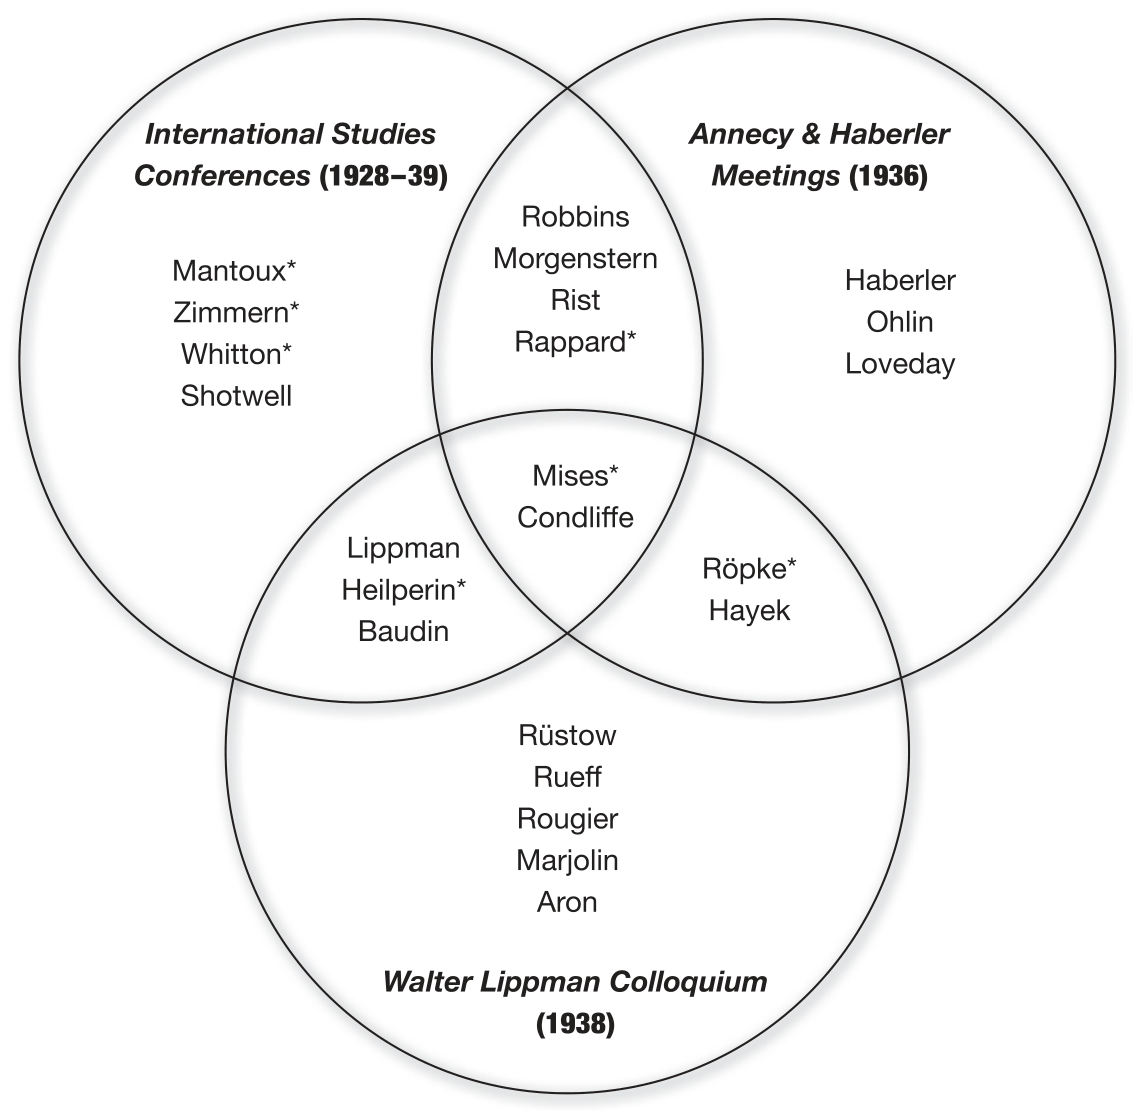 International Studies
Conferences (1928–39)
Annecy & Haberler
Meetings (1936)
Mantoux*
Zimmern*
Whitton*
Shotwell
Robbins
Morgenstern
Rist
Rappard*
Haberler
Ohlin
Loveday
Mises*
Condliffe
Lippman
Heilperin*
Baudin
Röpke*
Hayek
Rüstow
Rueff
Rougier
Marjolin
Aron
Walter Lippman Colloquium
(1938)